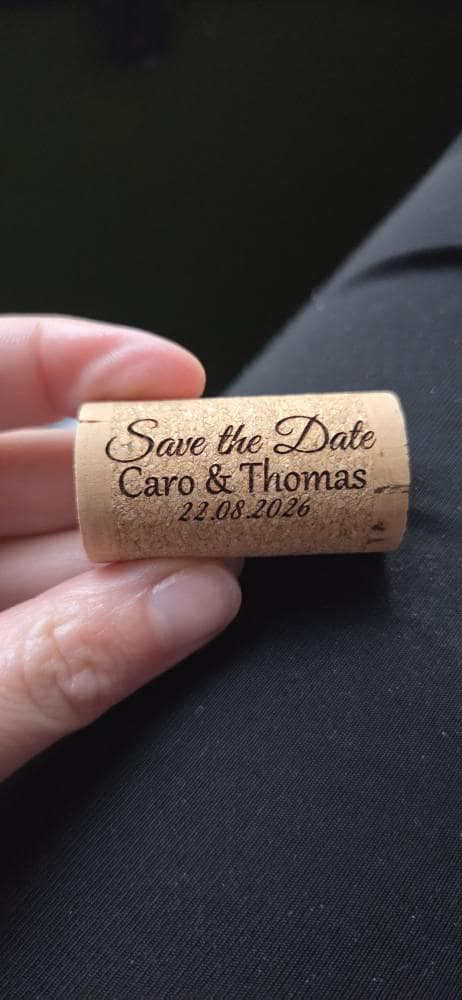 Save the Date
Caro & Thomas
22.08.2026